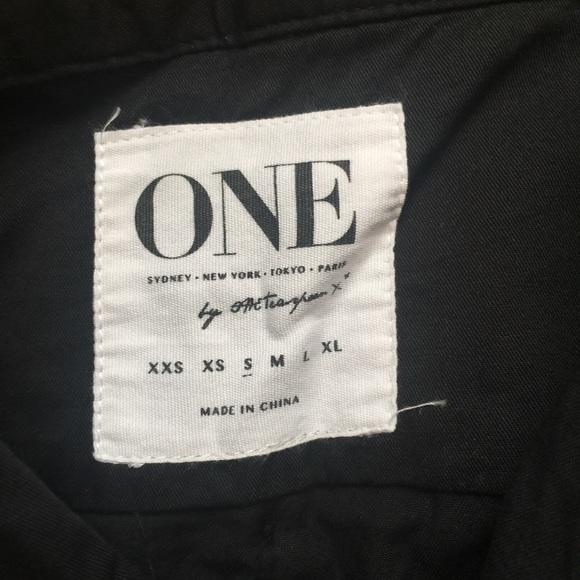 ONE
SYDNEY · NEW YORK · TOKYO · PARIS
by
XXS XS S M L XL
MADE IN CHINA